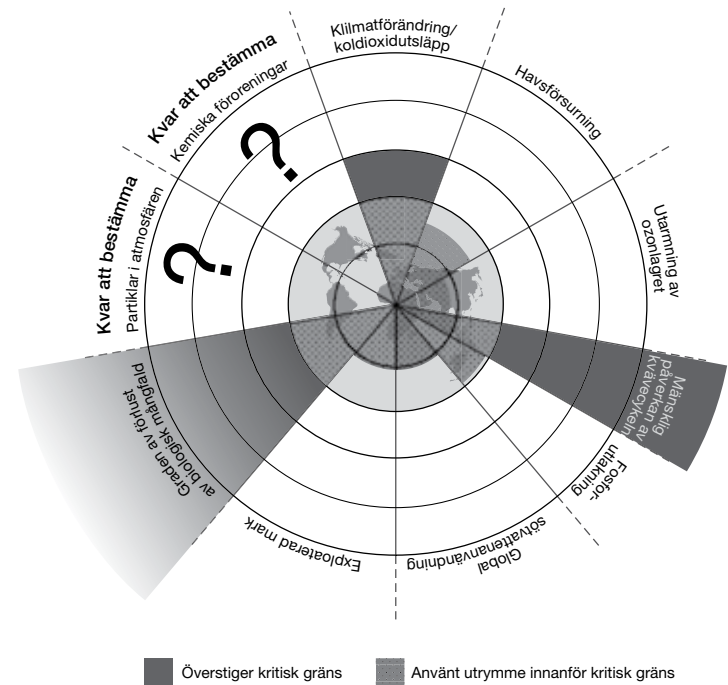 Klilmatförändring/
koldioxidutsläpp
Havsförsurning
Utarmning av
ozonlagret
Mänsklig
påverkan av
kvävecykeln
Fosfor-
utlakning
Global
sötvattenanvändning
Exploaterad mark
Graden av förlust
av biologisk mångfald
Kvar att bestämma
Partiklar i atmosfären
?
Kvar att bestämma
Kemiska föroreningar
?
Överstiger kritisk gräns
Använt utrymme innanför kritisk gräns